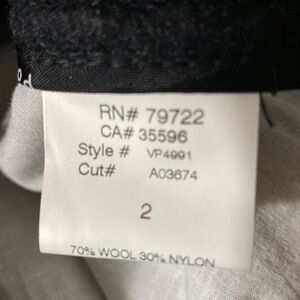 RN# 79722
CA# 35596
Style # VP4991
Cut# A03674
2
70% WOOL 30% NYLON